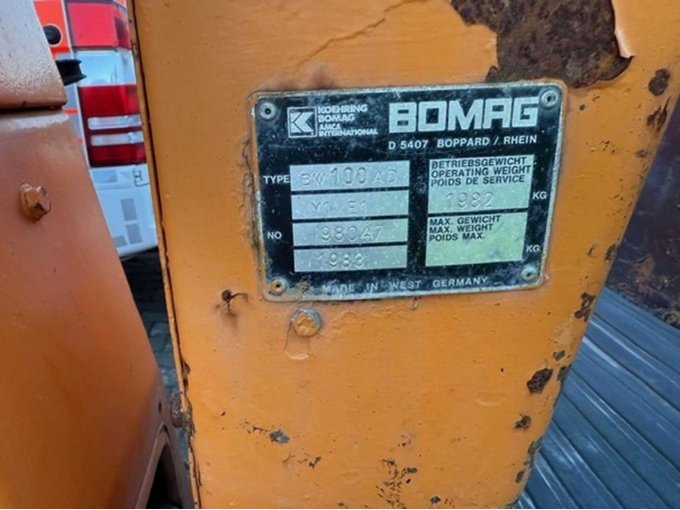 KOEHRING
BOMAG
AMCA
INTERNATIONAL
BOMAG
D 5407 BOPPARD / RHEIN
TYPE BW 100 AD
NO 98047
1983
BETRIEBSGEWICHT
OPERATING WEIGHT
POIDS DE SERVICE
1982 KG
MAX. GEWICHT
MAX. WEIGHT
POIDS MAX.
KG
MADE IN WEST GERMANY